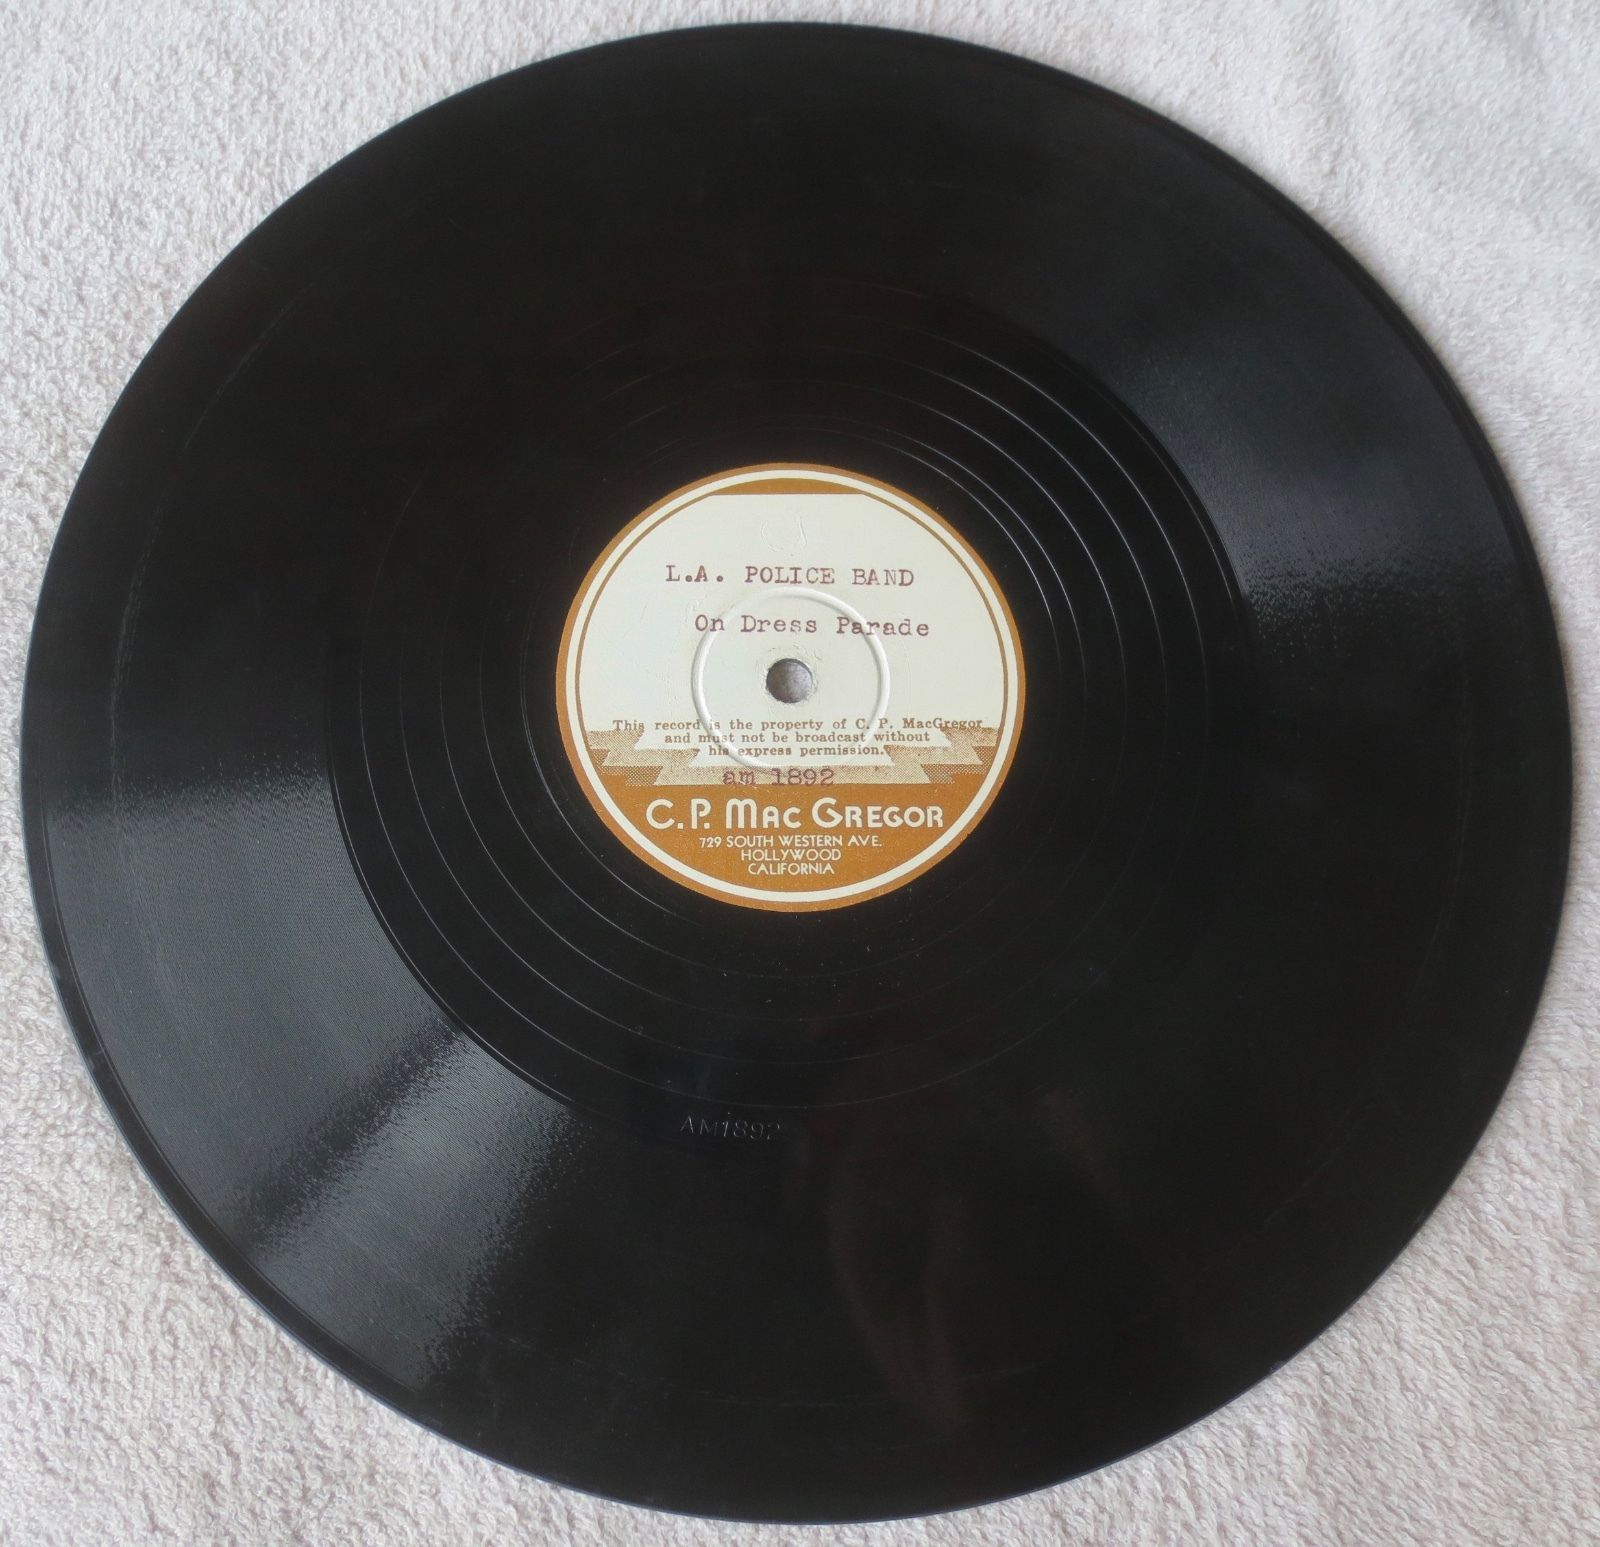 L.A. POLICE BAND
On Dress Parade
This record is the property of C. P. MacGregor
and must not be broadcast without
his express permission.
am 1892
C.P. MAC GREGOR
729 SOUTH WESTERN AVE.
HOLLYWOOD
CALIFORNIA
AM1892